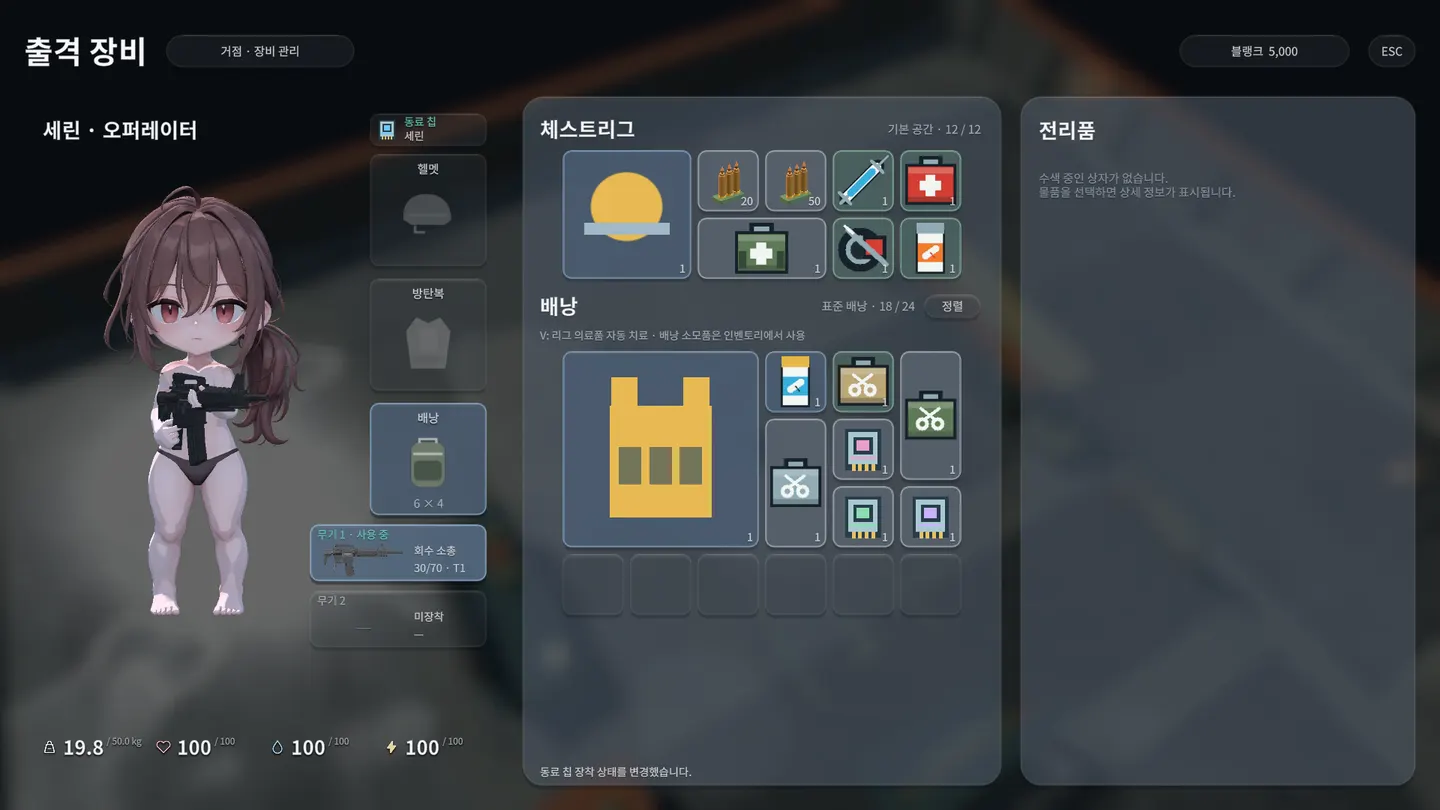 출격 장비
거점 · 장비 관리
블랭크 5,000
ESC
세린 · 오퍼레이터
동료 칩
세린
헬멧
방탄복
배낭
6 × 4
무기 1 · 사용 중
회수 소총
30/70 · T1
무기 2
미장착
—
19.8 / 50.0 kg
100 / 100
100 / 100
100 / 100
체스트리그
기본 공간 · 12 / 12
1
20
50
1
1
1
1
1
배낭
표준 배낭 · 18 / 24
정렬
V: 리그 의료품 자동 치료 · 배낭 소모품은 인벤토리에서 사용
1
1
1
1
1
1
1
1
동료 칩 장착 상태를 변경했습니다.
전리품
수색 중인 상자가 없습니다.
물품을 선택하면 상세 정보가 표시됩니다.